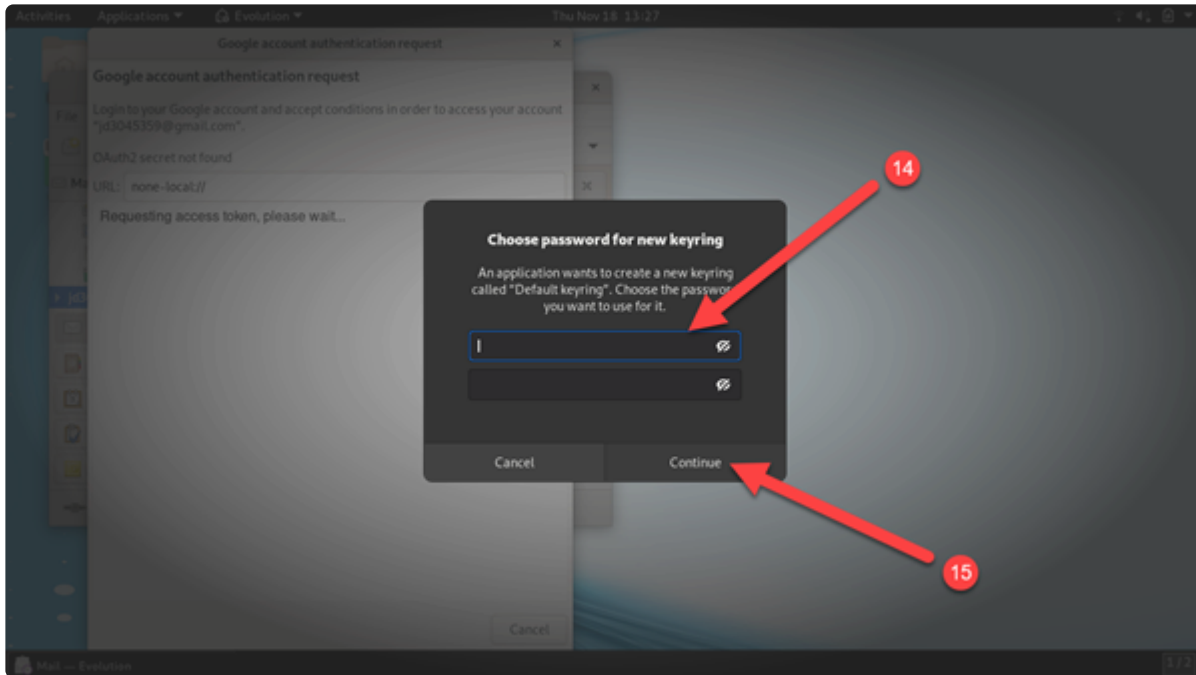 Activities Applications Evolution Thu Nov 18 13:27
Google account authentication request
Google account authentication request
Login to your Google account and accept conditions in order to access your account
"jd3045359@gmail.com".
OAuth2 secret not found
URL: none-local://
Requesting access token, please wait...
File
Choose password for new keyring
An application wants to create a new keyring
called "Default keyring". Choose the password
you want to use for it.
Cancel Continue
14
15
Cancel
Mail — Evolution
1 / 2